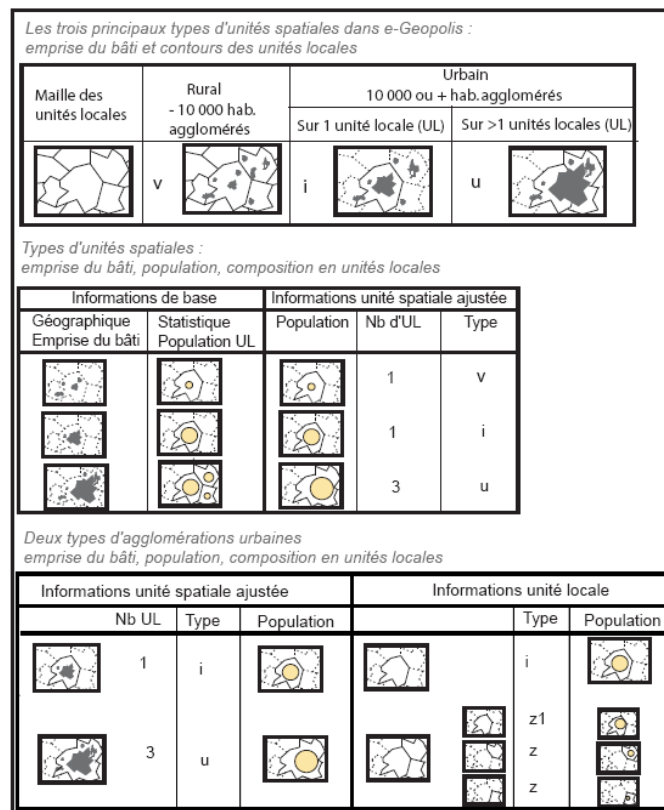 Les trois principaux types d'unités spatiales dans e-Geopolis :
emprise du bâti et contours des unités locales
Maille des
unités locales
Rural
- 10 000 hab.
agglomérés
Urbain
10 000 ou + hab.agglomérés
Sur 1 unité locale (UL)
Sur >1 unités locales (UL)
v
i
u
Types d'unités spatiales :
emprise du bâti, population, composition en unités locales
Informations de base
Informations unité spatiale ajustée
Géographique
Emprise du bâti
Statistique
Population UL
Population
Nb d'UL
Type
1
v
1
i
3
u
Deux types d'agglomérations urbaines
emprise du bâti, population, composition en unités locales
Informations unité spatiale ajustée
Informations unité locale
Nb UL
Type
Population
Type
Population
1
i
i
3
u
z1
z
z